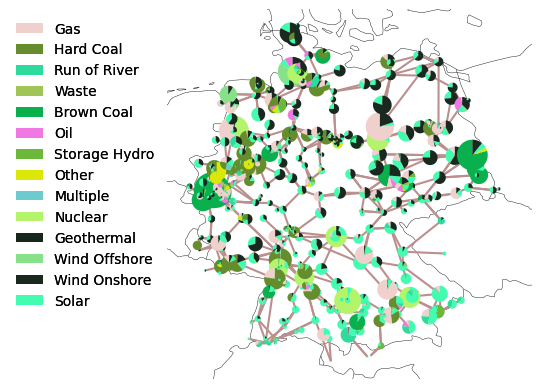 Gas
Hard Coal
Run of River
Waste
Brown Coal
Oil
Storage Hydro
Other
Multiple
Nuclear
Geothermal
Wind Offshore
Wind Onshore
Solar